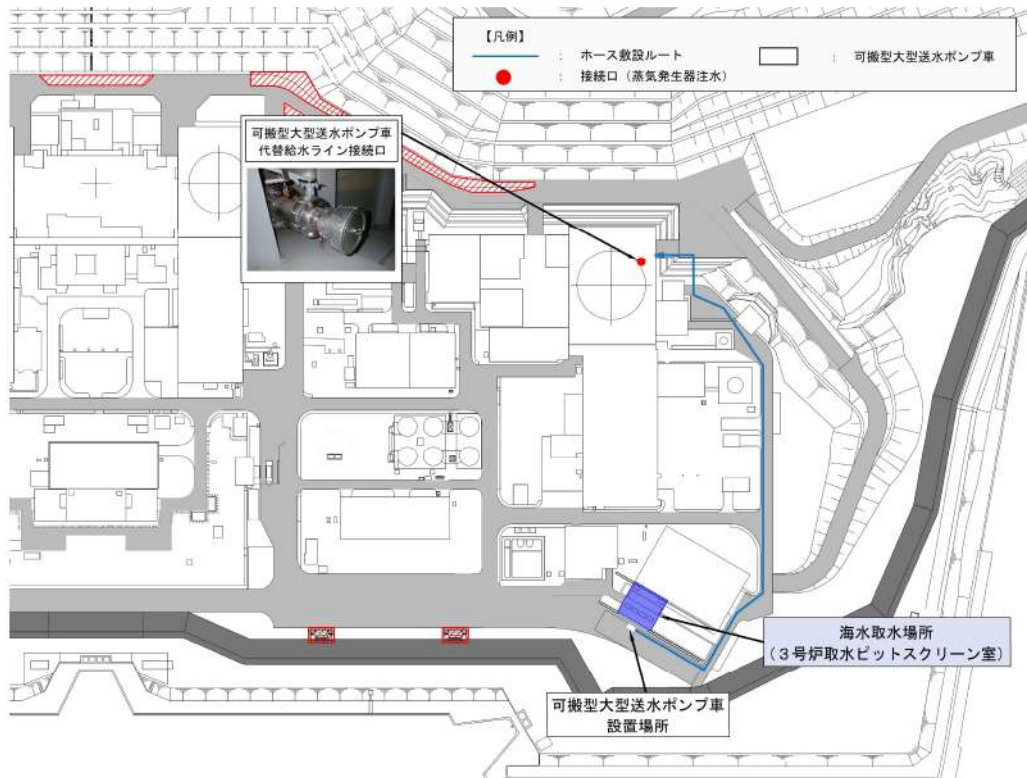 【凡例】
: ホース敷設ルート
: 可搬型大型送水ポンプ車
: 接続口（蒸気発生器注水）
可搬型大型送水ポンプ車
代替給水ライン接続口
海水取水場所
（３号炉取水ピットスクリーン室）
可搬型大型送水ポンプ車
設置場所